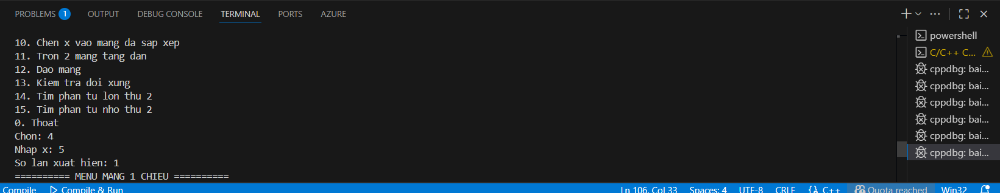 PROBLEMS 1 OUTPUT DEBUG CONSOLE TERMINAL PORTS AZURE
10. Chen x vao mang da sap xep
11. Tron 2 mang tang dan
12. Dao mang
13. Kiem tra doi xung
14. Tim phan tu lon thu 2
15. Tim phan tu nho thu 2
0. Thoat
Chon: 4
Nhap x: 5
So lan xuat hien: 1
========== MENU MANG 1 CHIEU ==========
powershell
C/C++ C...
cppdbg: bai...
cppdbg: bai...
cppdbg: bai...
cppdbg: bai...
cppdbg: bai...
cppdbg: bai...
Compile Compile & Run Ln 106, Col 33 Spaces: 4 UTF-8 CRLF {} C++ Quota reached Win32